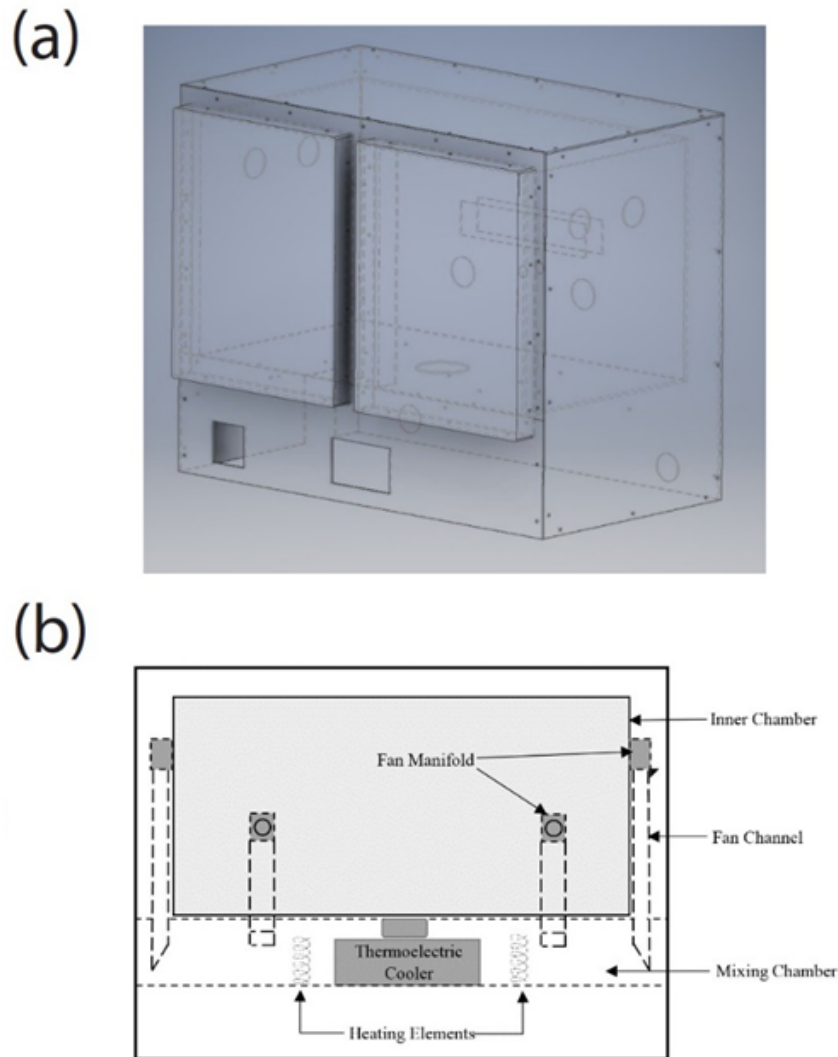 (a)
(b)
Inner Chamber
Fan Manifold
Fan Channel
Thermoelectric
Cooler
Mixing Chamber
Heating Elements